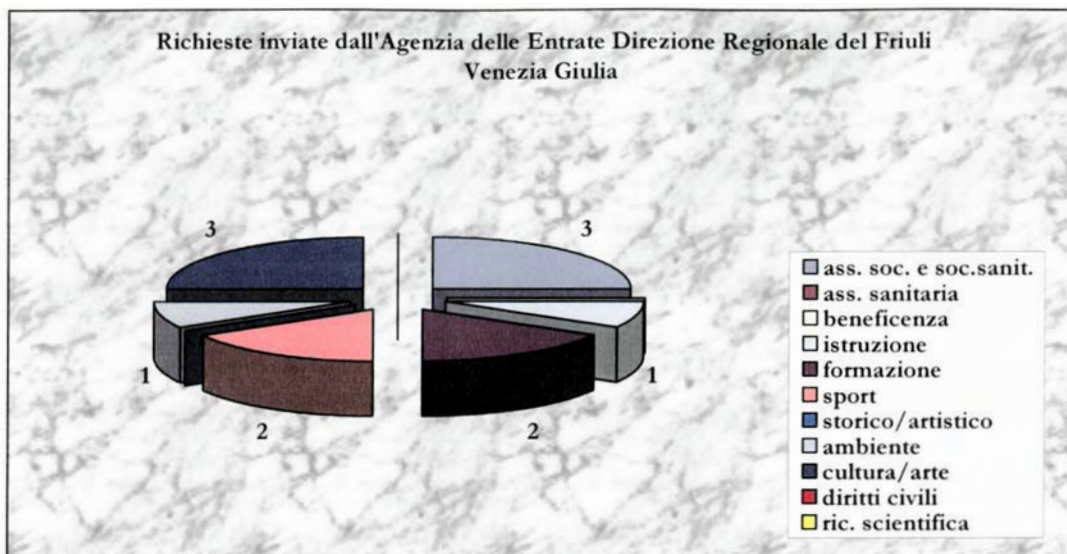 Richieste inviate dall'Agenzia delle Entrate Direzione Regionale del Friuli
Venezia Giulia
3
3
1
1
2
2
ass. soc. e soc.sanit.
ass. sanitaria
beneficenza
istruzione
formazione
sport
storico/artistico
ambiente
cultura/arte
diritti civili
ric. scientifica